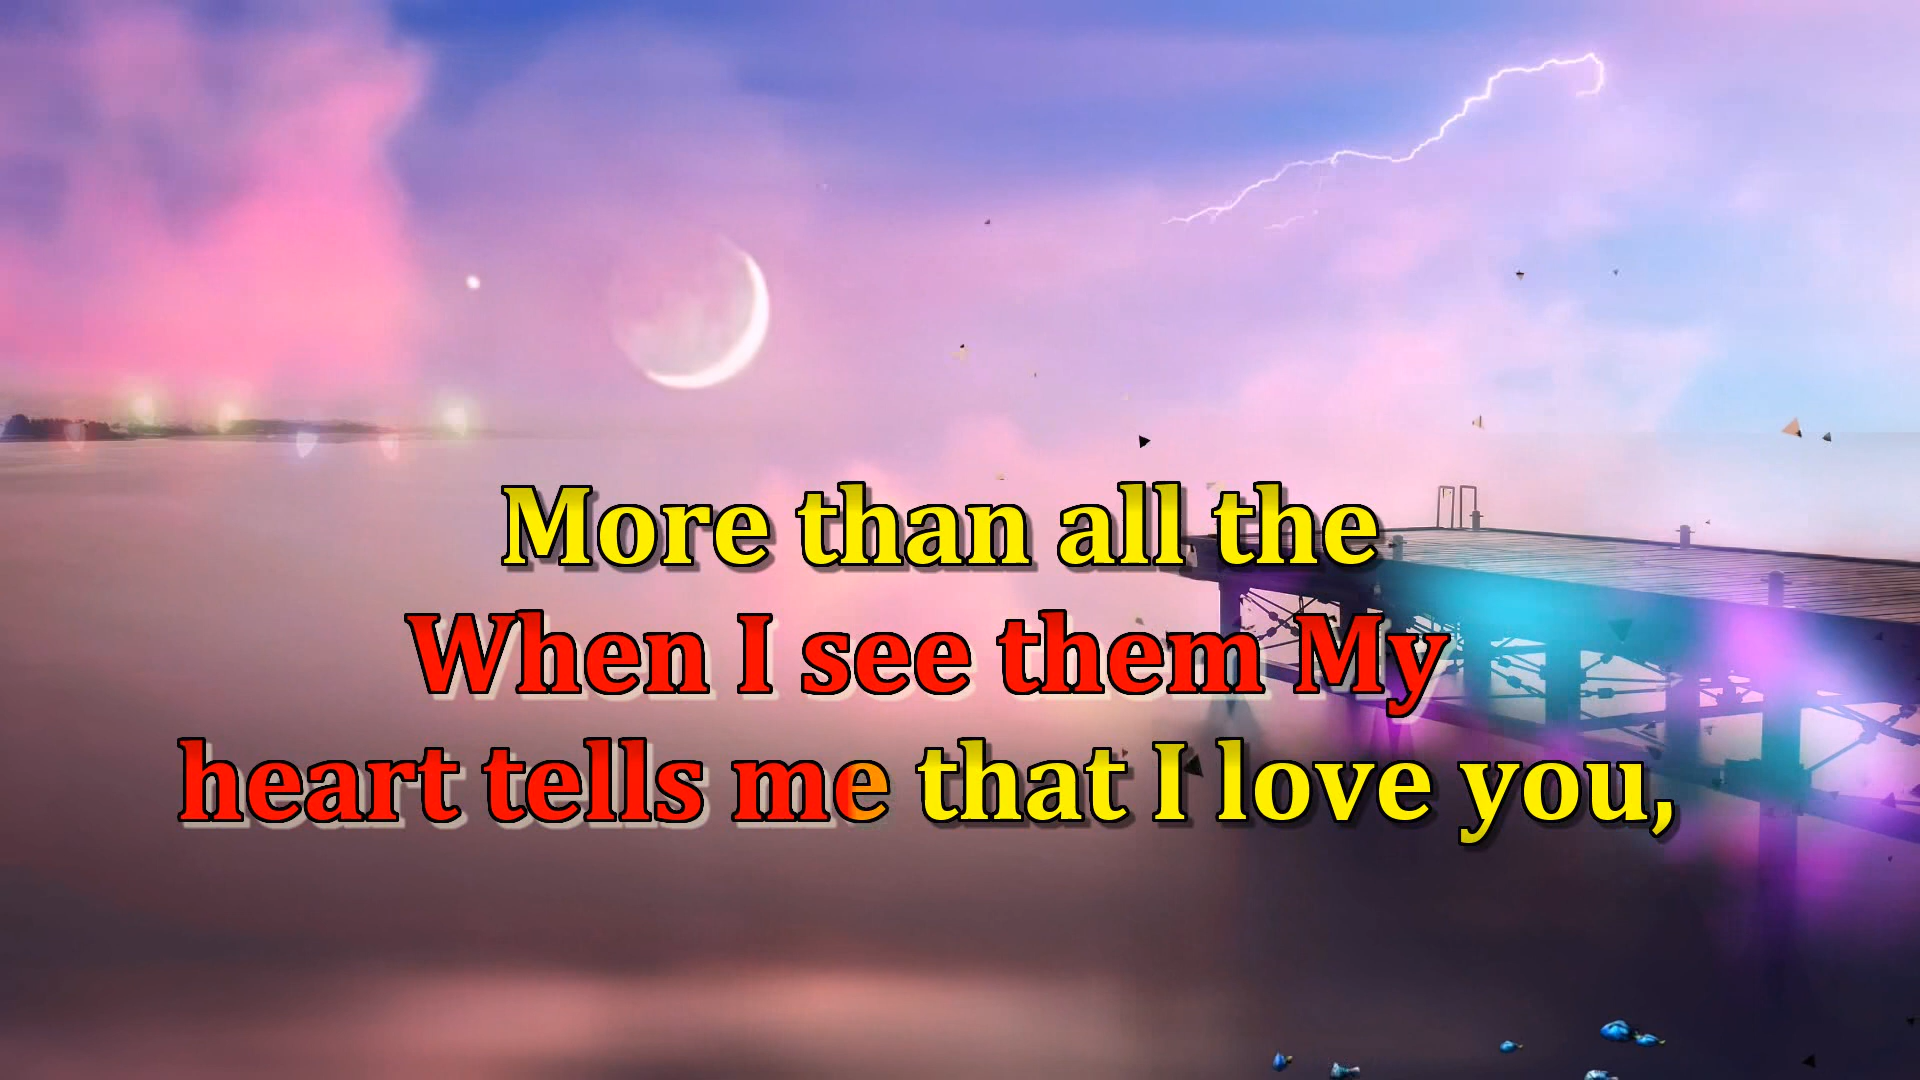 More than all the
When I see them My
heart tells me that I love you,